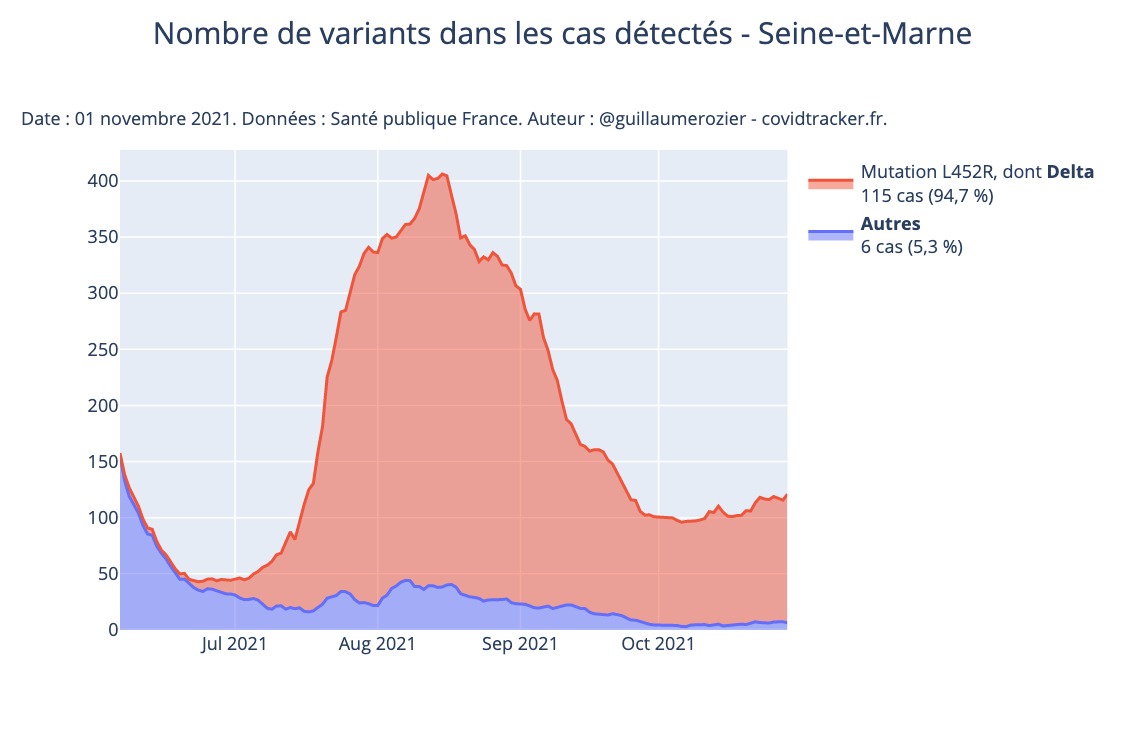 Nombre de variants dans les cas détectés - Seine-et-Marne
Date : 01 novembre 2021. Données : Santé publique France. Auteur : @guillaumerozier - covidtracker.fr.
Mutation L452R, dont Delta
115 cas (94,7 %)
Autres
6 cas (5,3 %)
400
350
300
250
200
150
100
50
0
Jul 2021 Aug 2021 Sep 2021 Oct 2021